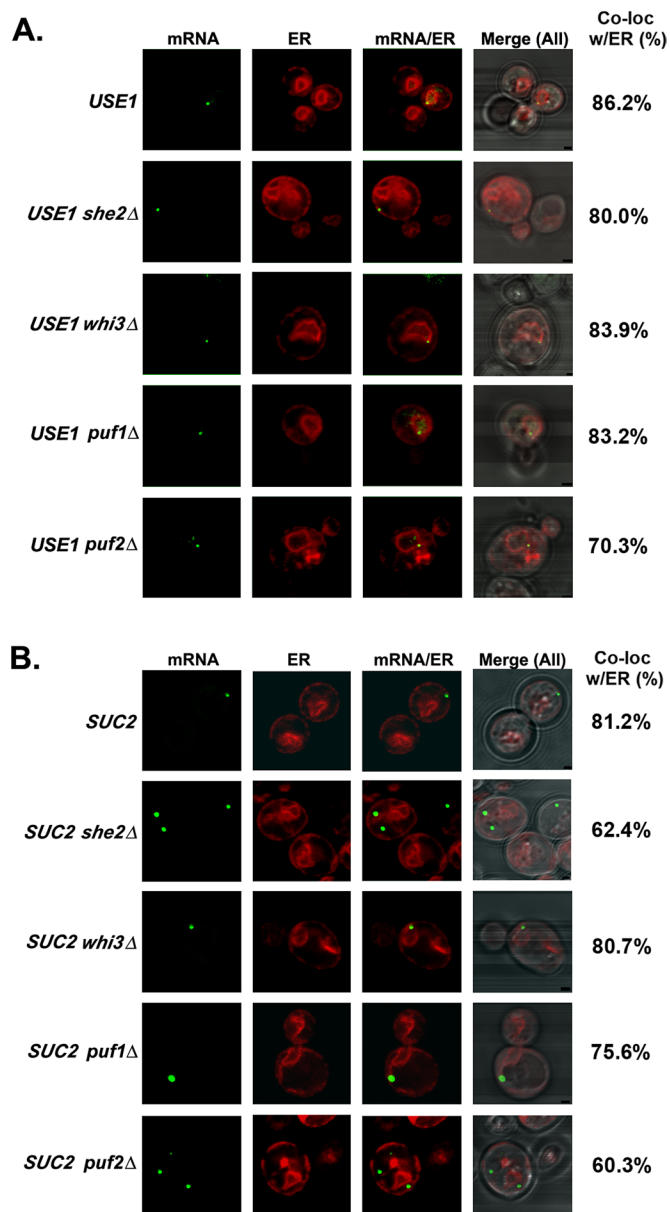 A.
mRNA ER mRNA/ER Merge (All) Co-loc
w/ER (%)
USE1 86.2%
USE1 she2Δ 80.0%
USE1 whi3Δ 83.9%
USE1 puf1Δ 83.2%
USE1 puf2Δ 70.3%
B.
mRNA ER mRNA/ER Merge (All) Co-loc
w/ER (%)
SUC2 81.2%
SUC2 she2Δ 62.4%
SUC2 whi3Δ 80.7%
SUC2 puf1Δ 75.6%
SUC2 puf2Δ 60.3%